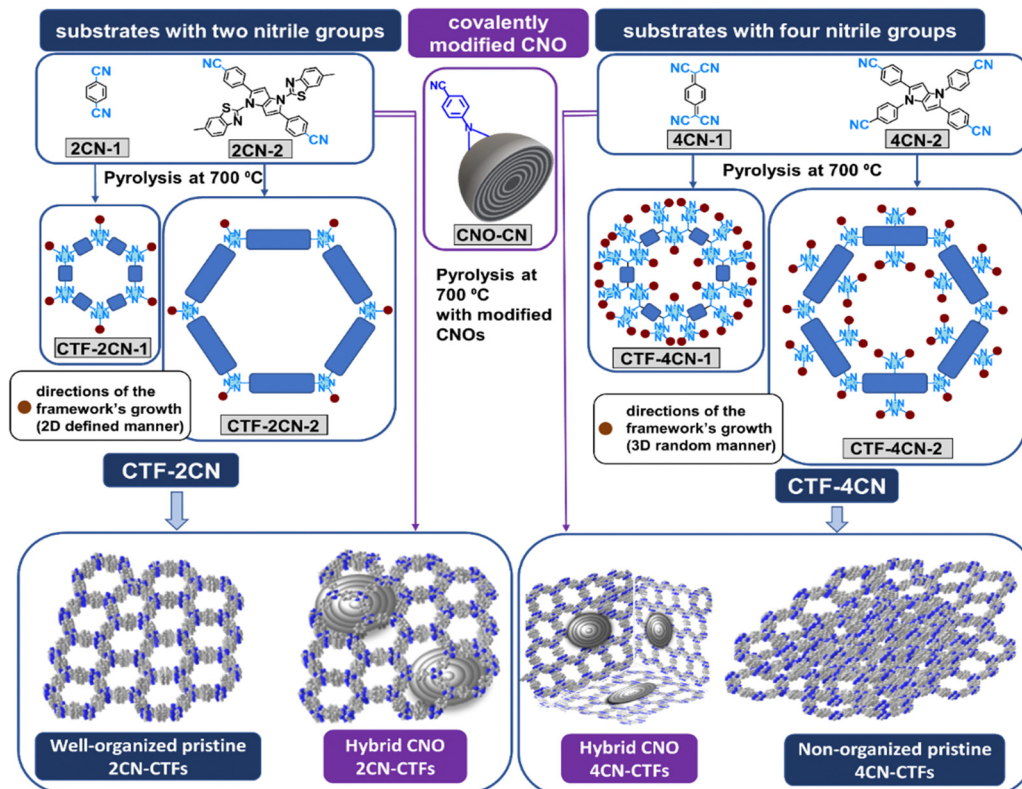 substrates with two nitrile groups
covalently
modified CNO
substrates with four nitrile groups
CN
CN
2CN-1
NC
N
S
N
N
N
S
CN
2CN-2
NC
N
CNO-CN
NC
CN
NC
CN
4CN-1
NC
CN
N
N
NC
CN
4CN-2
Pyrolysis at 700 ºC
Pyrolysis at 700 ºC
CTF-2CN-1
CTF-2CN-2
directions of the
framework's growth
(2D defined manner)
Pyrolysis at
700 ºC
with modified
CNOs
CTF-4CN-1
CTF-4CN-2
directions of the
framework's growth
(3D random manner)
CTF-2CN
CTF-4CN
Well-organized pristine
2CN-CTFs
Hybrid CNO
2CN-CTFs
Hybrid CNO
4CN-CTFs
Non-organized pristine
4CN-CTFs